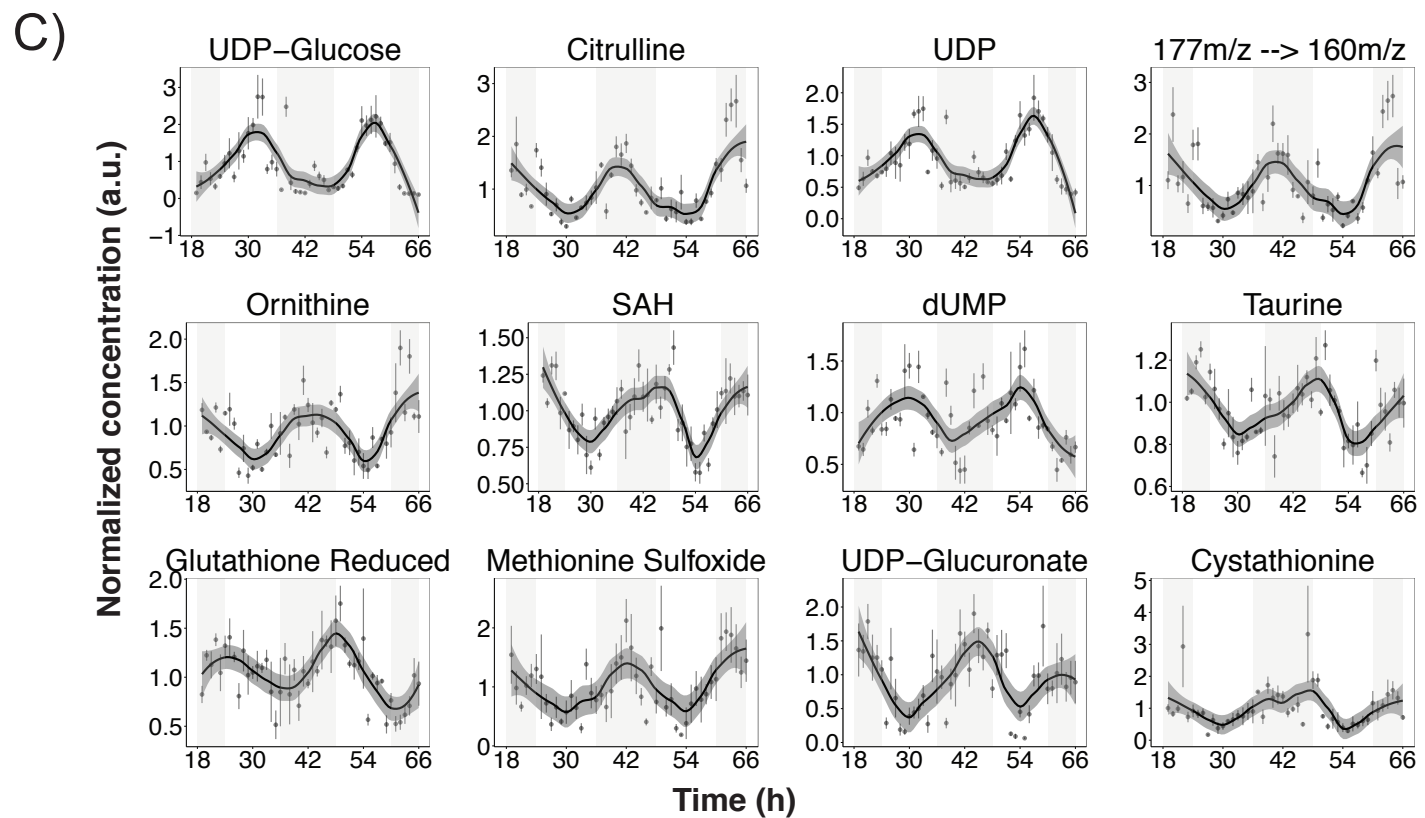 C)
UDP−Glucose Citrulline UDP 177m/z --> 160m/z
3 2 1 0 −1
18 30 42 54 66
3 2 1
18 30 42 54 66
2.0 1.5 1.0 0.5 0.0
18 30 42 54 66
3 2 1
18 30 42 54 66
Ornithine SAH dUMP Taurine
2.0 1.5 1.0 0.5
18 30 42 54 66
1.50 1.25 1.00 0.75 0.50
18 30 42 54 66
1.5 1.0 0.5
18 30 42 54 66
1.2 1.0 0.8 0.6
18 30 42 54 66
Glutathione Reduced Methionine Sulfoxide UDP−Glucuronate Cystathionine
2.0 1.5 1.0 0.5
18 30 42 54 66
2 1 0
18 30 42 54 66
2.0 1.5 1.0 0.5 0.0
18 30 42 54 66
5 4 3 2 1 0
18 30 42 54 66
Normalized concentration (a.u.)
Time (h)